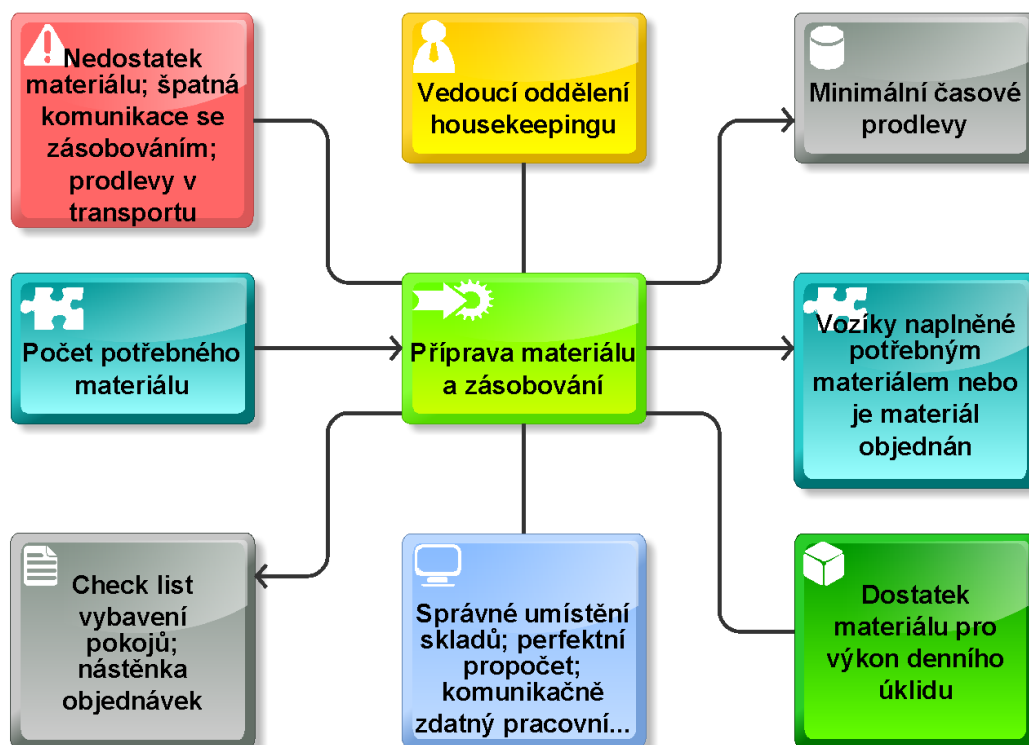 Nedostatek
materiálu; špatná
komunikace se
zásobováním;
prodlevy v
transportu
Vedoucí oddělení
housekeepingu
Minimální časové
prodlevy
Počet potřebného
materiálu
Příprava materiálu
a zásobování
Vozíky naplněné
potřebným
materiálem nebo
je materiál
objednán
Check list
vybavení
pokojů;
nástěnka
objednávek
Správné umístění
skladů; perfektní
propočet;
komunikačně
zdatný pracovní...
Dostatek
materiálu pro
výkon denního
úklidu